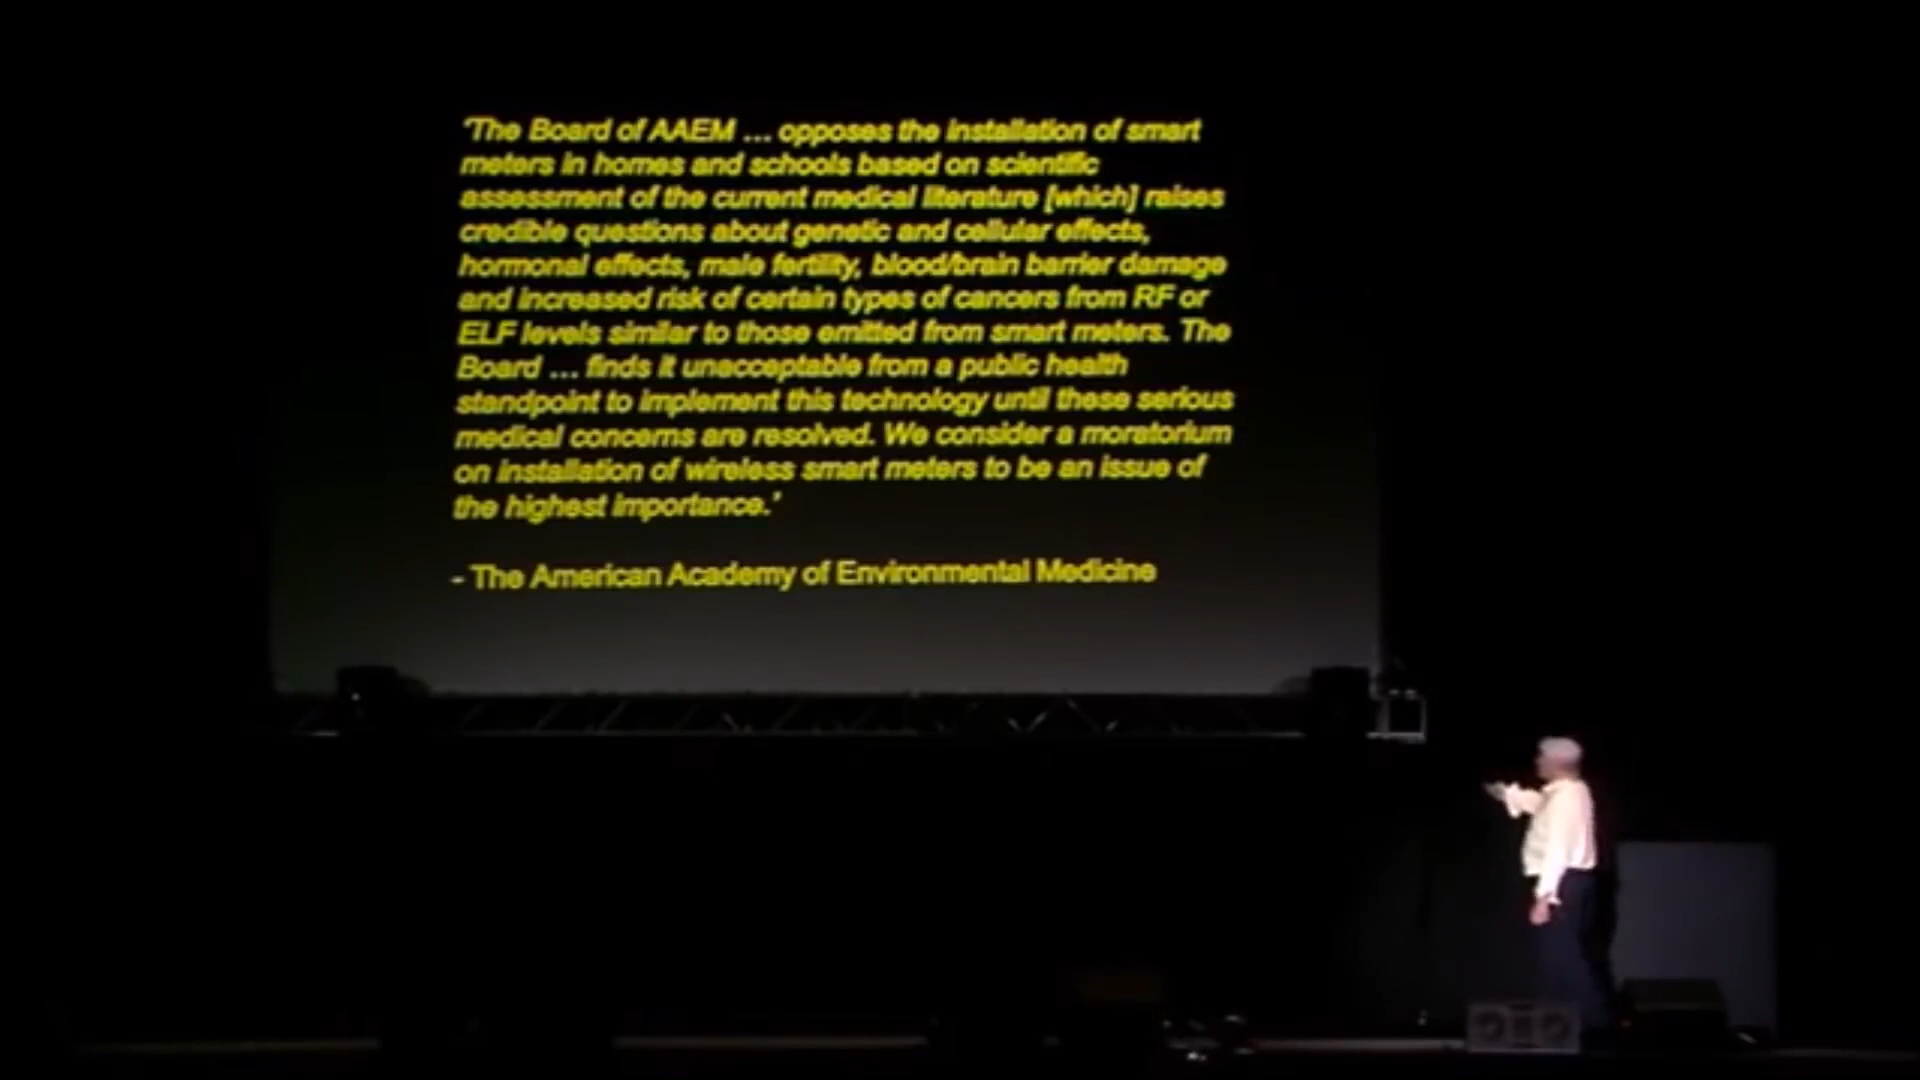 'The Board of AAEM ... opposes the installation of smart
meters in homes and schools based on scientific
assessment of the current medical literature [which] raises
credible questions about genetic and cellular effects,
hormonal effects, male fertility, blood/brain barrier damage
and increased risk of certain types of cancers from RF or
ELF levels similar to those emitted from smart meters. The
Board ... finds it unacceptable from a public health
standpoint to implement this technology until these serious
medical concerns are resolved. We consider a moratorium
on installation of wireless smart meters to be an issue of
the highest importance.'
- The American Academy of Environmental Medicine